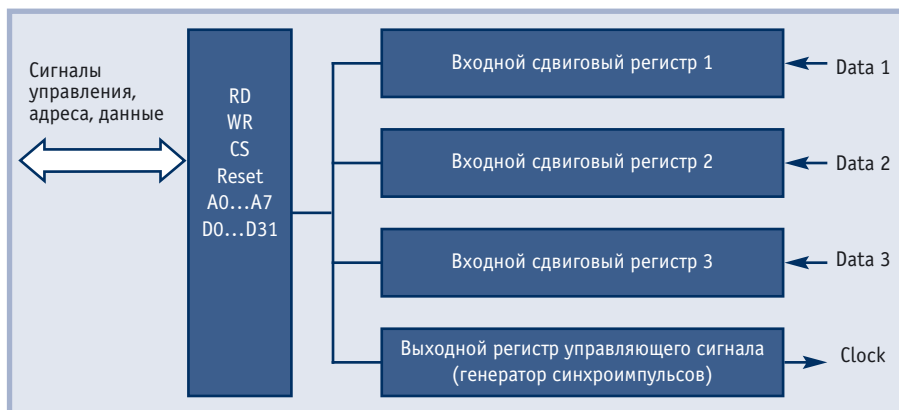 Сигналы
управления,
адреса, данные
RD
WR
CS
Reset
A0...A7
D0...D31
Входной сдвиговый регистр 1
Data 1
Входной сдвиговый регистр 2
Data 2
Входной сдвиговый регистр 3
Data 3
Выходной регистр управляющего сигнала
(генератор синхроимпульсов)
Clock